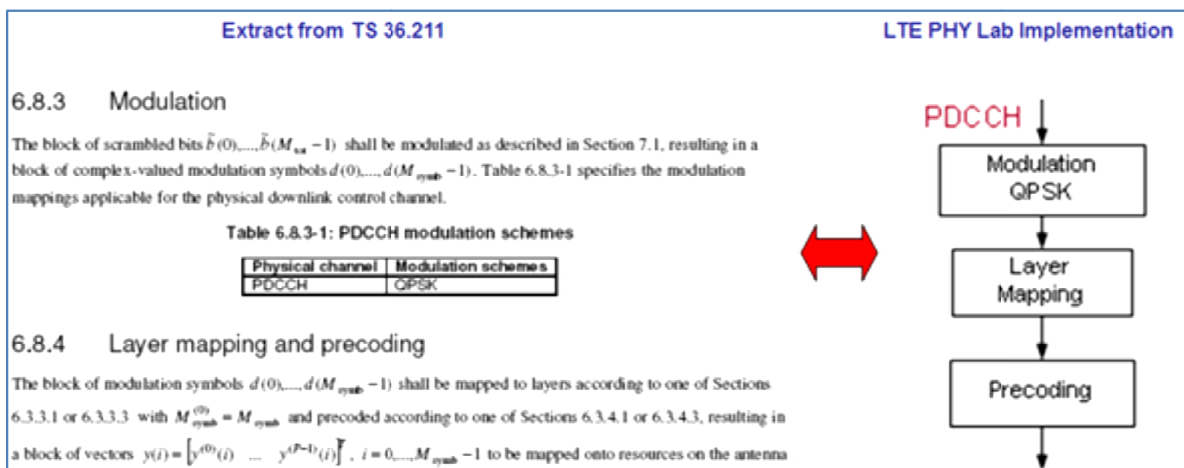 Extract from TS 36.211
LTE PHY Lab Implementation
6.8.3 Modulation
The block of scrambled bits b̃(0),...,b̃(M_tot − 1) shall be modulated as described in Section 7.1, resulting in a
block of complex-valued modulation symbols d(0),...,d(M_symb − 1). Table 6.8.3-1 specifies the modulation
mappings applicable for the physical downlink control channel.
Table 6.8.3-1: PDCCH modulation schemes
Physical channel Modulation schemes
PDCCH QPSK
6.8.4 Layer mapping and precoding
The block of modulation symbols d(0),...,d(M_symb − 1) shall be mapped to layers according to one of Sections
6.3.3.1 or 6.3.3.3 with M_symb^(0) = M_symb and precoded according to one of Sections 6.3.4.1 or 6.3.4.3, resulting in
a block of vectors y(i) = [y^(0)(i) ... y^(P−1)(i)]^T, i = 0,...,M_symb − 1 to be mapped onto resources on the antenna
PDCCH
Modulation
QPSK
Layer
Mapping
Precoding